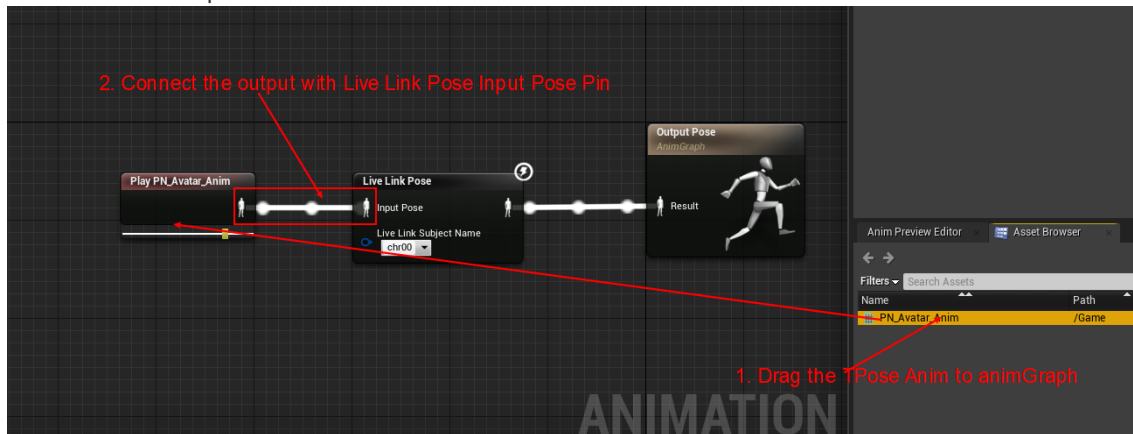 2. Connect the output with Live Link Pose Input Pose Pin
Output Pose
AnimGraph
Play PN_Avatar_Anim
Live Link Pose
Input Pose
Result
Live Link Subject Name
chr00
Anim Preview Editor
Asset Browser
Filters
Search Assets
Name
Path
PN_Avatar_Anim
/Game
1. Drag the TPose Anim to animGraph
ANIMATION